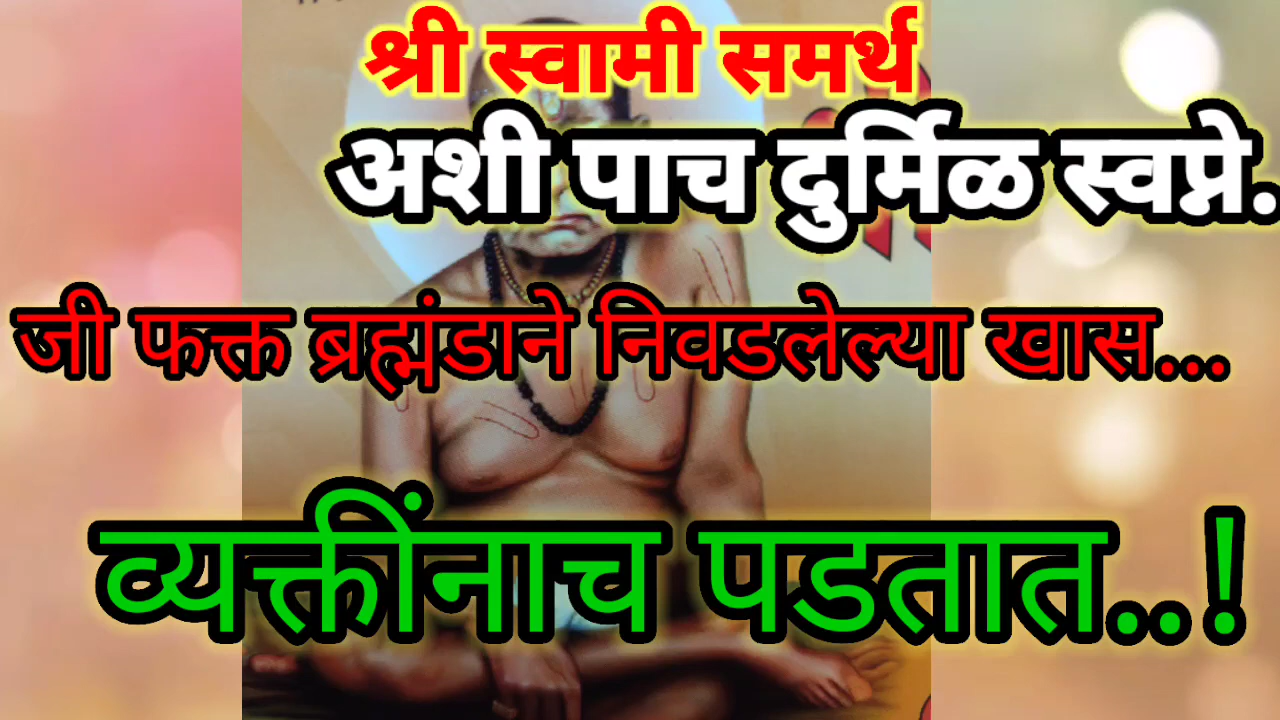 श्री स्वामी समर्थ
अशी पाच दुर्मिळ स्वप्ने.
जी फक्त ब्रह्मंडाने निवडलेल्या खास...
व्यक्तींनाच पडतात..!